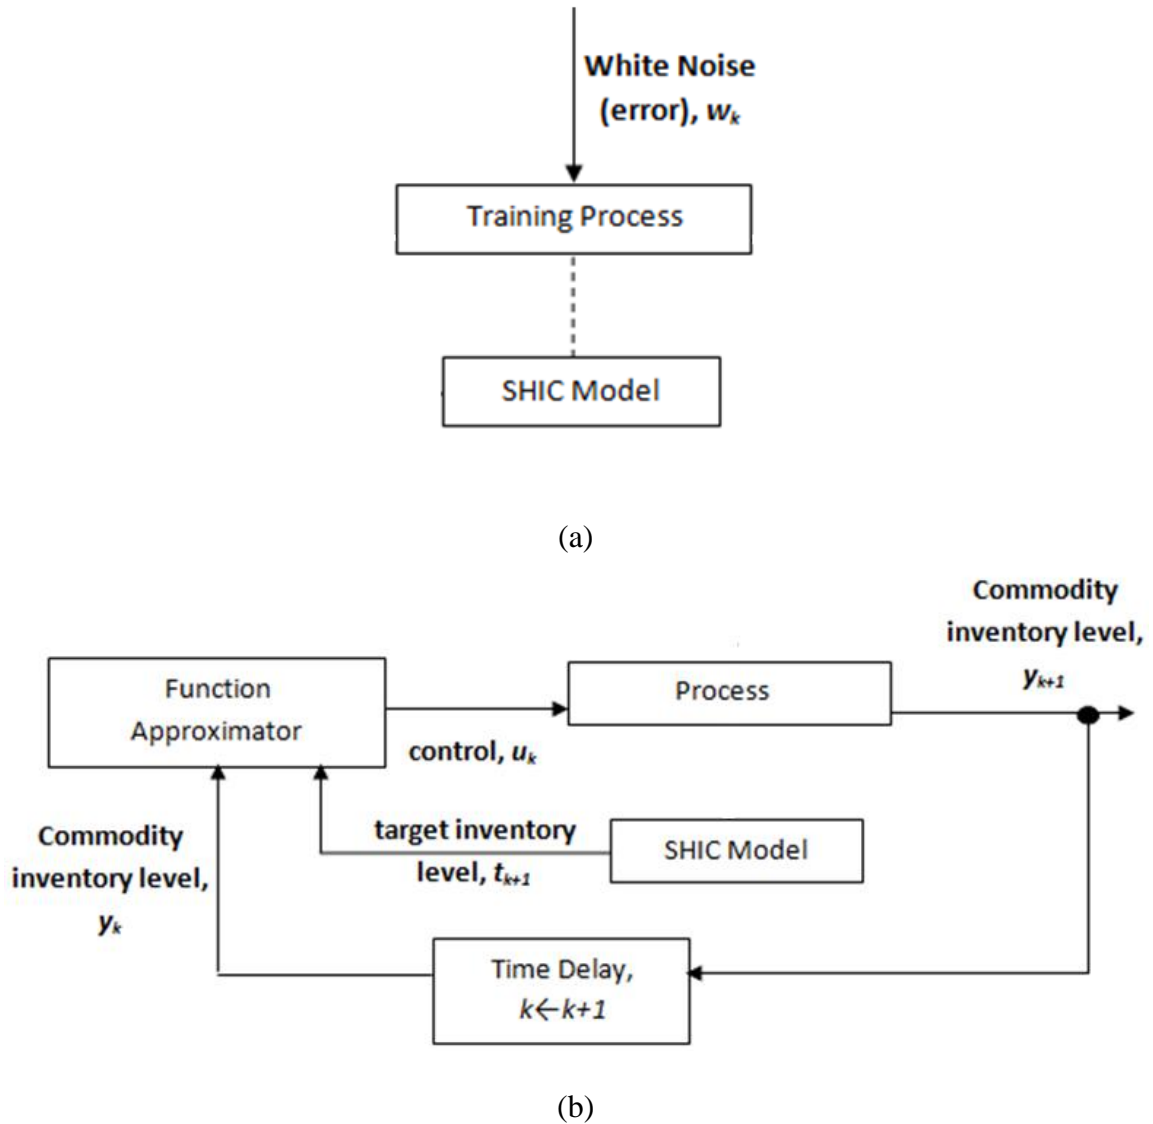 White Noise
(error), wk
Training Process
SHIC Model
(a)
Commodity
inventory level,
yk+1
Function
Approximator
Process
control, uk
target inventory
level, tk+1
SHIC Model
Commodity
inventory level,
yk
Time Delay,
k←k+1
(b)